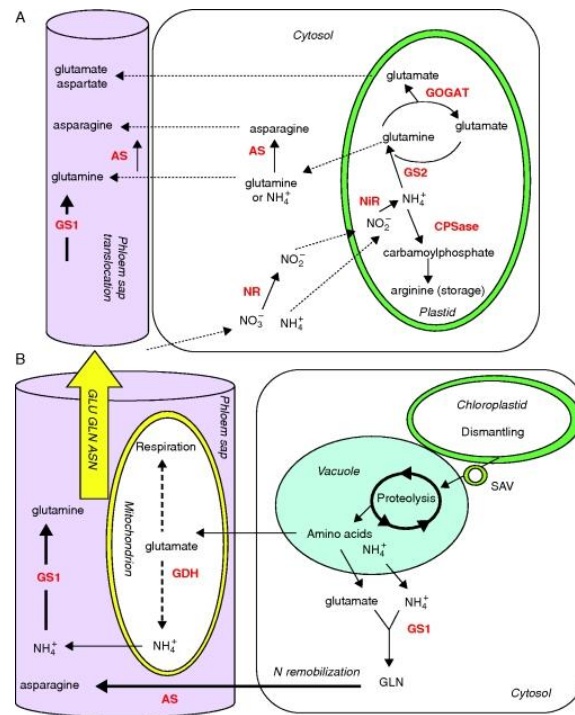 A
Cytosol
glutamate
aspartate
glutamate
GOGAT
asparagine
asparagine
glutamine
glutamate
AS
AS
GS2
glutamine
glutamine
or NH₄⁺
NiR
NH₄⁺
GS1
NO₂⁻
CPSase
Phloem sap
translocation
NO₂⁻
carbamoylphosphate
NR
arginine (storage)
NO₃⁻
NH₄⁺
Plastid
B
GLU GLN ASN
Phloem sap
Chloroplastid
Dismantling
Respiration
Mitochondrion
Vacuole
SAV
Proteolysis
glutamine
glutamate
Amino acids
NH₄⁺
GS1
GDH
glutamate
NH₄⁺
NH₄⁺
NH₄⁺
GS1
N remobilization
GLN
asparagine
AS
Cytosol